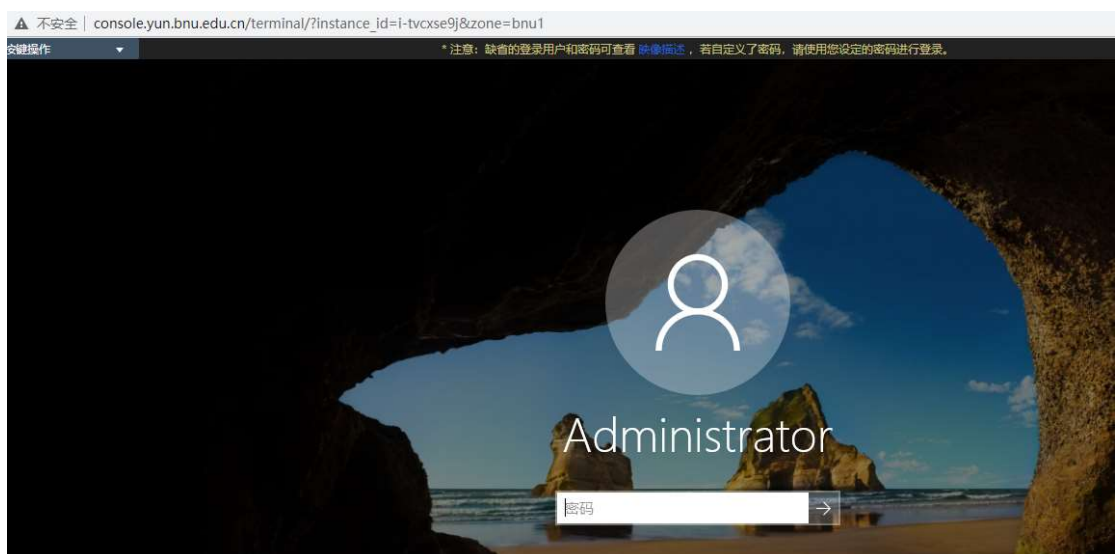 不安全 | console.yun.bnu.edu.cn/terminal/?instance_id=i-tvcxse9j&zone=bnu1
按键操作 * 注意：缺省的登录用户和密码可查看 映像描述 ，若自定义了密码，请使用您设定的密码进行登录。
Administrator
密码